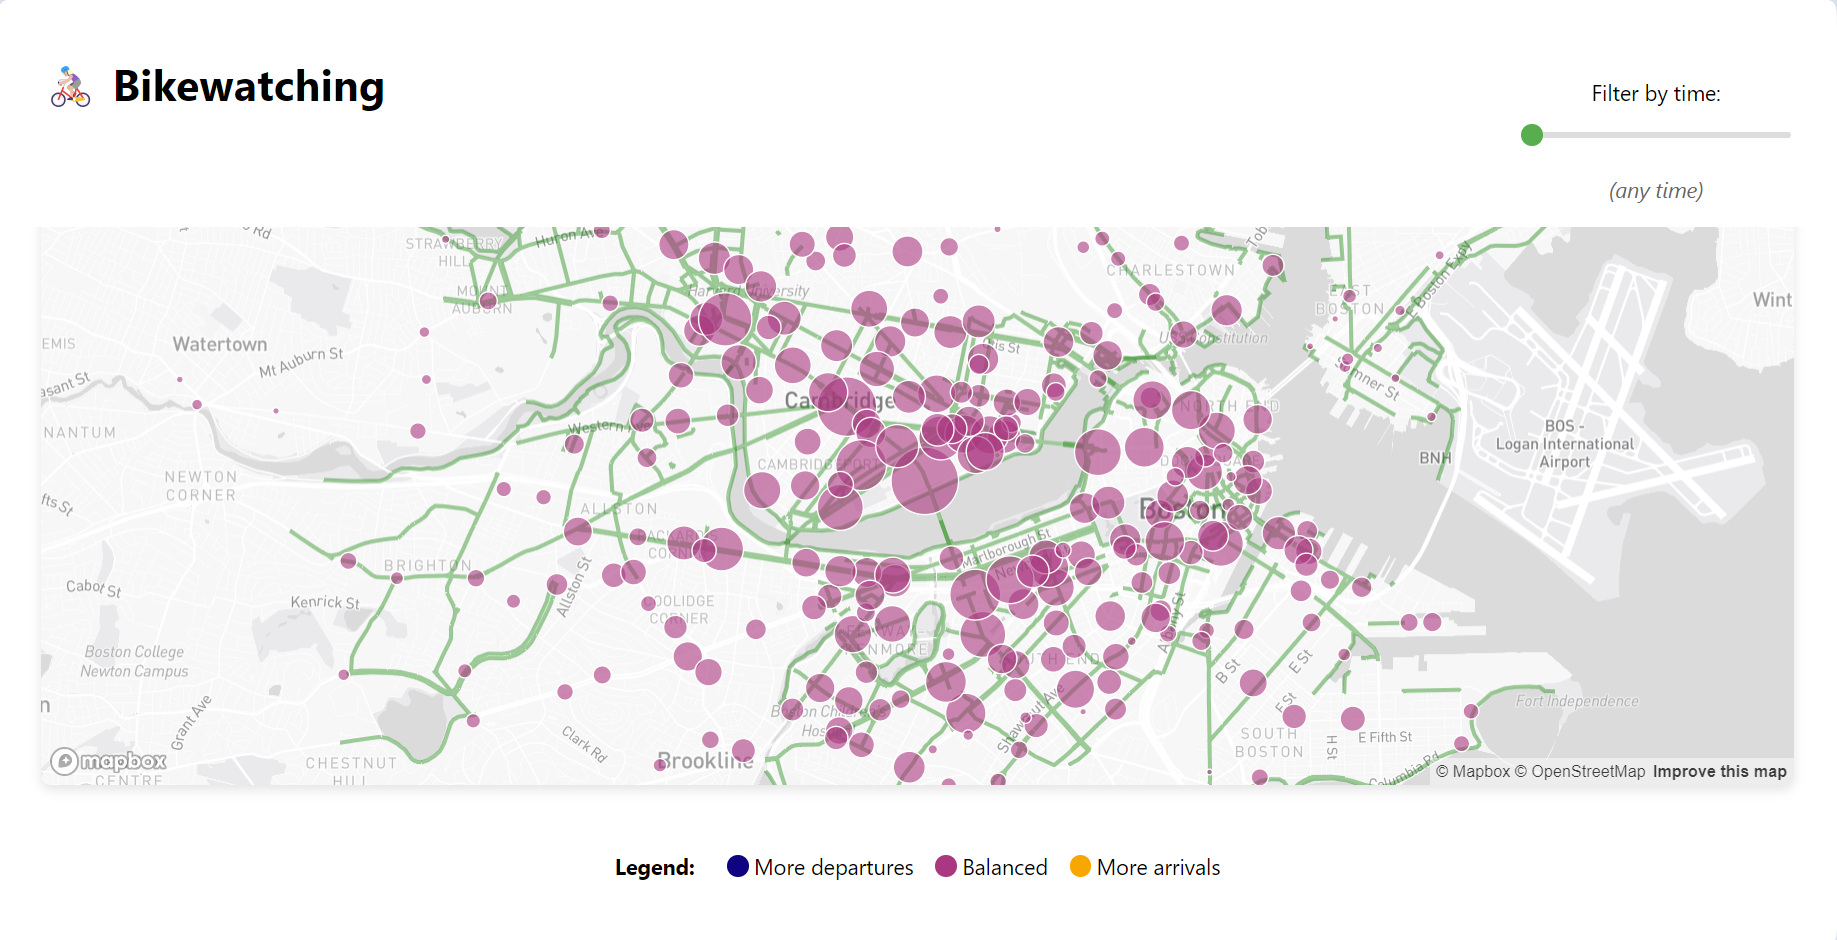 Bikewatching
Filter by time:
(any time)
Rd
STRAWBERRY
HILL
Huron Ave
CHARLESTOWN
Harvard University
MOUNT
AUBURN
EAST
BOSTON
E Boston Expy
Wint
EMIS
Watertown
Mt Auburn St
USS Constitution
Sumner St
asant St
Cambridge
NORTH END
NANTUM
Western Ave
BOS -
Logan International
Airport
BNH
CAMBRIDGEPORT
NEWTON
CORNER
fts St
ALLSTON
Boston
Marlborough St
BRIGHTON
Cabot St
Kenrick St
Allston St
COOLIDGE
CORNER
Albany St
Boston College
Newton Campus
SOUTH END
B St
E St
F St
Grant Ave
Boston Children's
Shawmut Ave
Fort Independence
Clark Rd
SOUTH
BOSTON
H St
E Fifth St
Brookline
mapbox
CHESTNUT
HILL
CENTRE
Columbia Rd
© Mapbox © OpenStreetMap Improve this map
Legend: More departures Balanced More arrivals